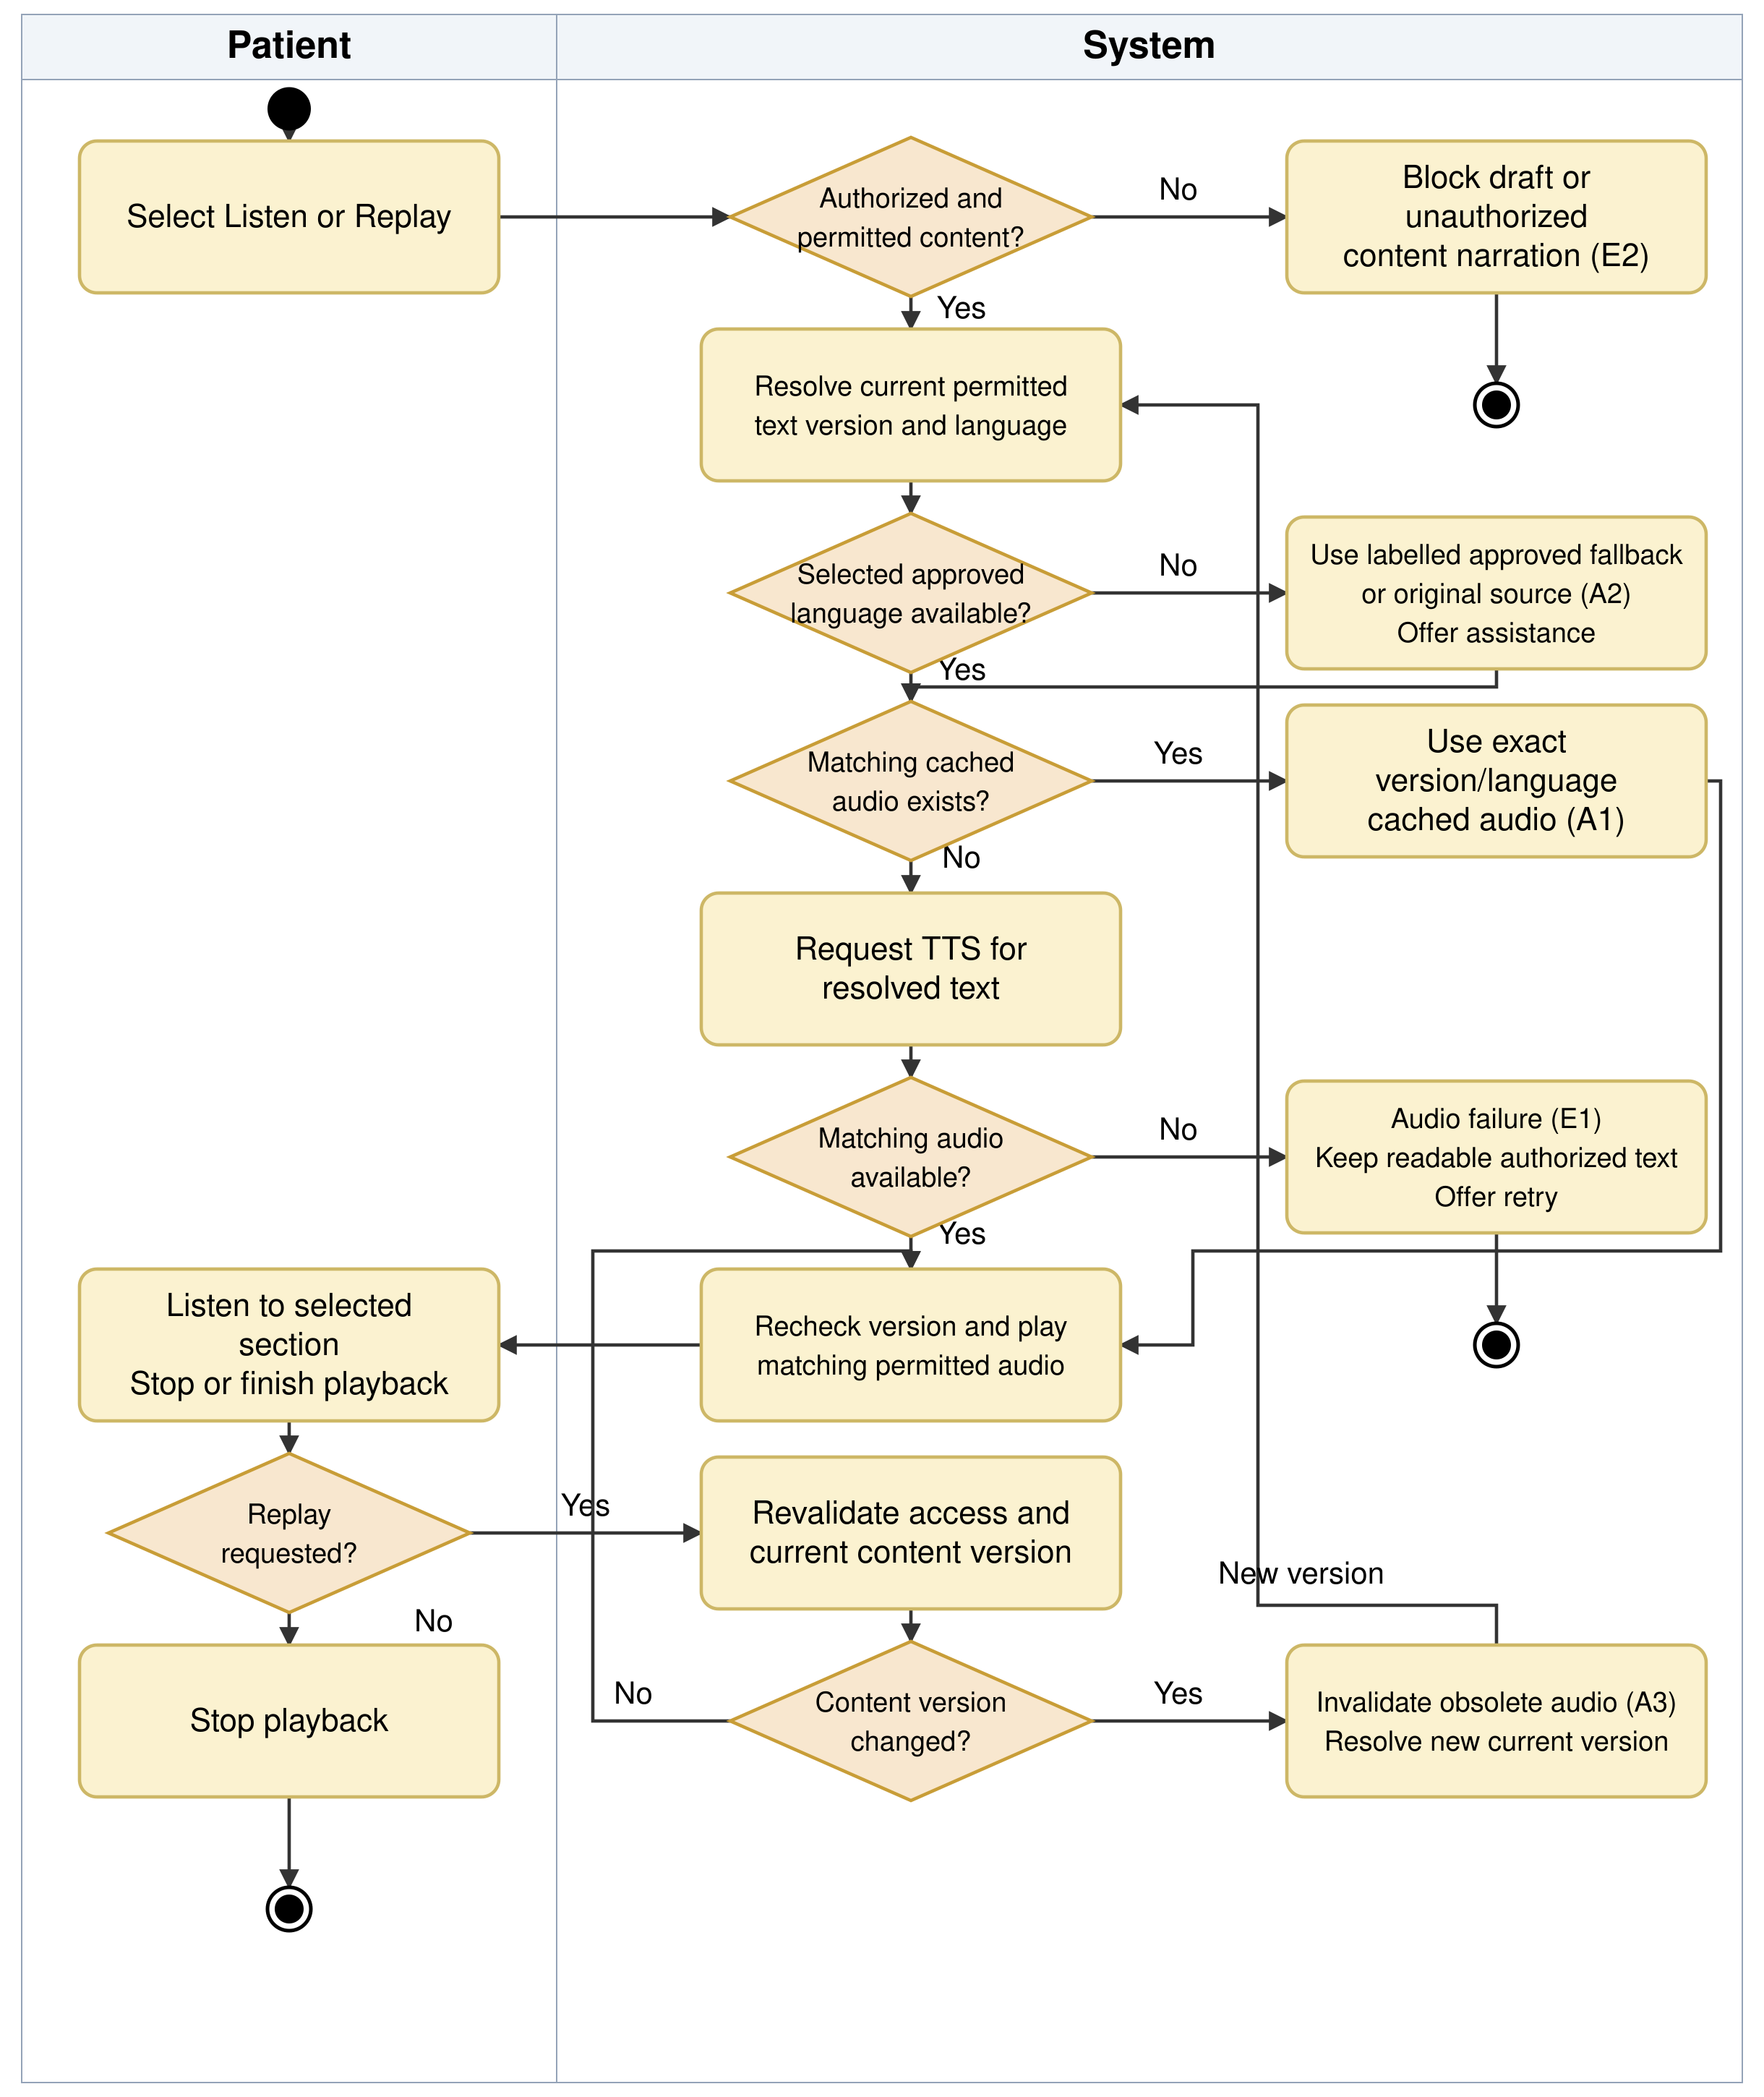 Patient
System
Select Listen or Replay
Authorized and
permitted content?
No
Block draft or
unauthorized
content narration (E2)
Yes
Resolve current permitted
text version and language
Selected approved
language available?
No
Use labelled approved fallback
or original source (A2)
Offer assistance
Yes
Matching cached
audio exists?
Yes
Use exact
version/language
cached audio (A1)
No
Request TTS for
resolved text
Matching audio
available?
No
Audio failure (E1)
Keep readable authorized text
Offer retry
Yes
Listen to selected
section
Stop or finish playback
Recheck version and play
matching permitted audio
Replay
requested?
Yes
Revalidate access and
current content version
New version
No
Stop playback
No
Content version
changed?
Yes
Invalidate obsolete audio (A3)
Resolve new current version